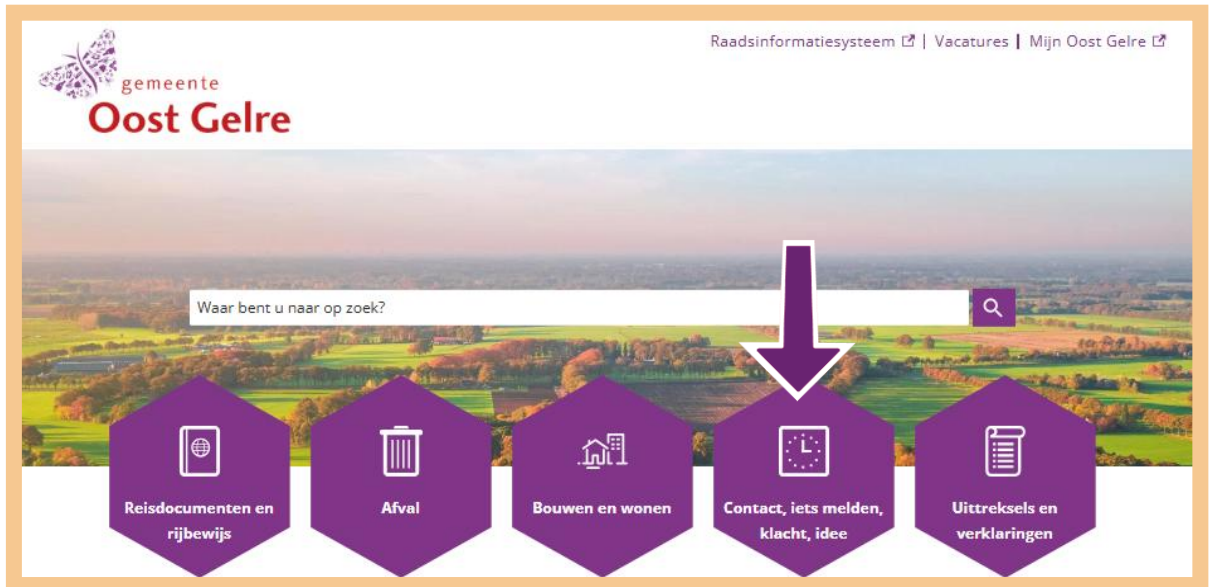 Raadsinformatiesysteem | Vacatures | Mijn Oost Gelre
gemeente
Oost Gelre
Waar bent u naar op zoek?
Reisdocumenten en
rijbewijs
Afval
Bouwen en wonen
Contact, iets melden,
klacht, idee
Uittreksels en
verklaringen